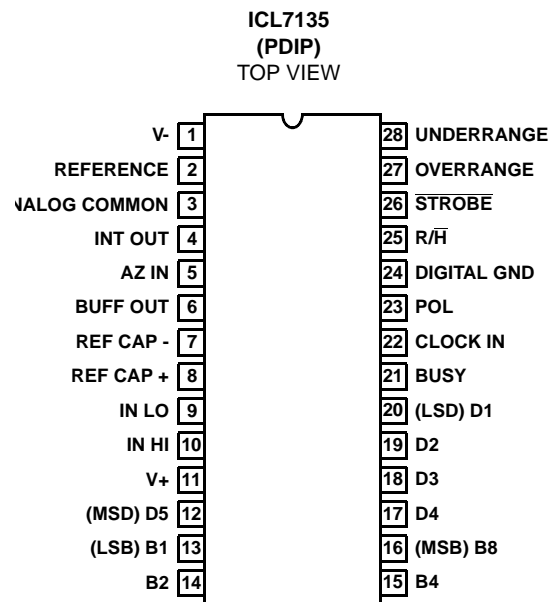 ICL7135
(PDIP)
TOP VIEW
V- 1
REFERENCE 2
NALOG COMMON 3
INT OUT 4
AZ IN 5
BUFF OUT 6
REF CAP - 7
REF CAP + 8
IN LO 9
IN HI 10
V+ 11
(MSD) D5 12
(LSB) B1 13
B2 14
28 UNDERRANGE
27 OVERRANGE
26 STROBE
25 R/H
24 DIGITAL GND
23 POL
22 CLOCK IN
21 BUSY
20 (LSD) D1
19 D2
18 D3
17 D4
16 (MSB) B8
15 B4